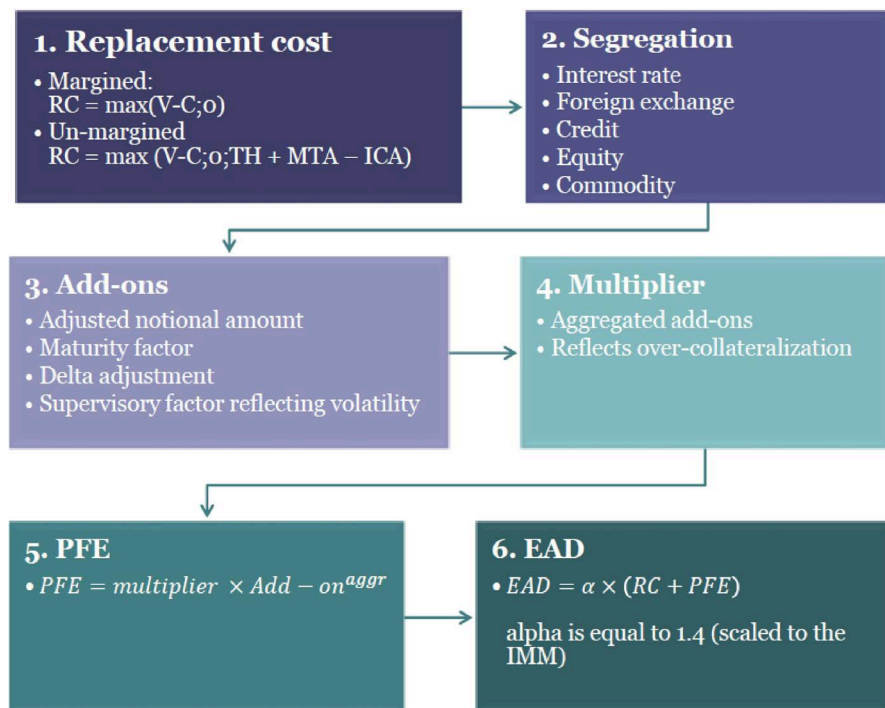 1. Replacement cost
• Margined:
RC = max(V-C;0)
• Un-margined
RC = max (V-C;0;TH + MTA – ICA)
2. Segregation
• Interest rate
• Foreign exchange
• Credit
• Equity
• Commodity
3. Add-ons
• Adjusted notional amount
• Maturity factor
• Delta adjustment
• Supervisory factor reflecting volatility
4. Multiplier
• Aggregated add-ons
• Reflects over-collateralization
5. PFE
• PFE = multiplier × Add − on^aggr
6. EAD
• EAD = α × (RC + PFE)
alpha is equal to 1.4 (scaled to the
IMM)